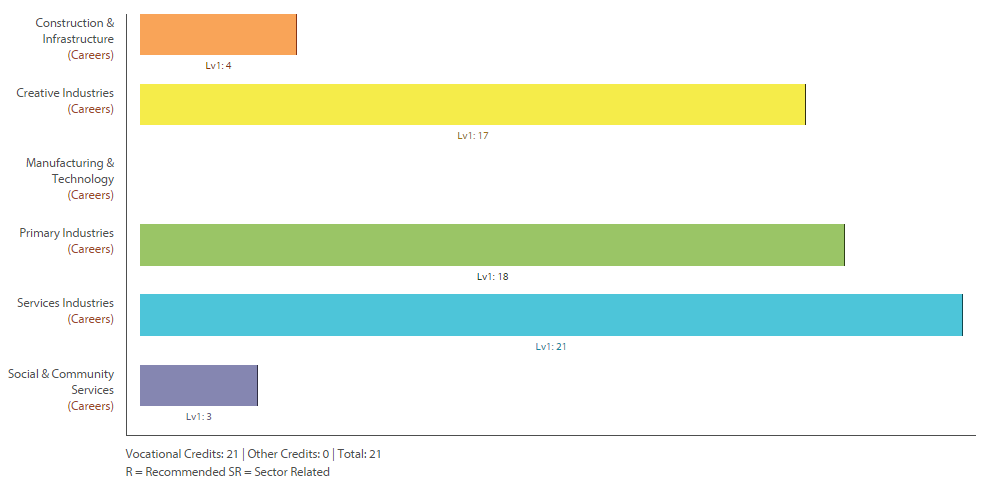 Construction &
Infrastructure
(Careers)
Lv1: 4
Creative Industries
(Careers)
Lv1: 17
Manufacturing &
Technology
(Careers)
Primary Industries
(Careers)
Lv1: 18
Services Industries
(Careers)
Lv1: 21
Social & Community
Services
(Careers)
Lv1: 3
Vocational Credits: 21 | Other Credits: 0 | Total: 21
R = Recommended SR = Sector Related